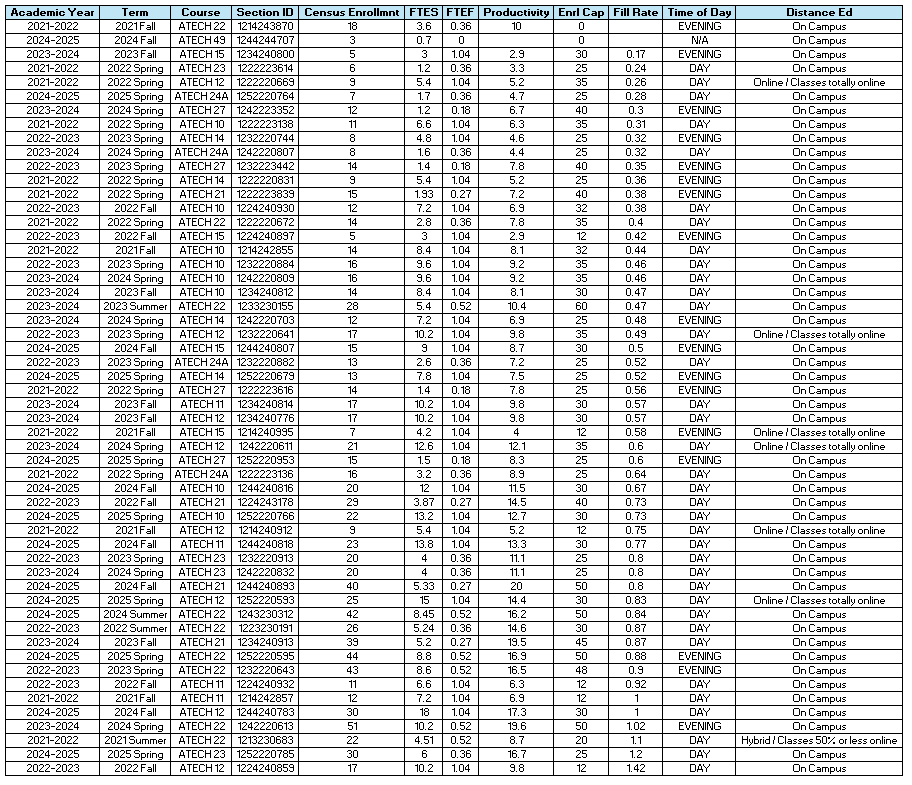 Academic Year Term Course Section ID Census Enrollmnt FTES FTEF Productivity Enrl Cap Fill Rate Time of Day Distance Ed
2021-2022 2021 Fall ATECH 22 1214243870 18 3.6 0.36 10 0 EVENING On Campus
2024-2025 2024 Fall ATECH 49 1244244707 3 0.7 0 0 N/A On Campus
2023-2024 2023 Fall ATECH 15 1234240800 5 3 1.04 2.9 30 0.17 EVENING On Campus
2021-2022 2022 Spring ATECH 23 1222223614 6 1.2 0.36 3.3 25 0.24 DAY On Campus
2021-2022 2022 Spring ATECH 12 1222220669 9 5.4 1.04 5.2 35 0.26 DAY Online / Classes totally online
2024-2025 2025 Spring ATECH 24A 1252220764 7 1.7 0.36 4.7 25 0.28 DAY On Campus
2023-2024 2024 Spring ATECH 27 1242223352 12 1.2 0.18 6.7 40 0.3 EVENING On Campus
2021-2022 2022 Spring ATECH 10 1222223138 11 6.6 1.04 6.3 35 0.31 DAY On Campus
2022-2023 2023 Spring ATECH 14 1232220744 8 4.8 1.04 4.6 25 0.32 EVENING On Campus
2023-2024 2024 Spring ATECH 24A 1242220807 8 1.6 0.36 4.4 25 0.32 DAY On Campus
2022-2023 2023 Spring ATECH 27 1232223442 14 1.4 0.18 7.8 40 0.35 EVENING On Campus
2021-2022 2022 Spring ATECH 14 1222220831 9 5.4 1.04 5.2 25 0.36 EVENING On Campus
2021-2022 2022 Spring ATECH 21 1222223839 15 1.93 0.27 7.2 40 0.38 EVENING On Campus
2022-2023 2022 Fall ATECH 10 1224240930 12 7.2 1.04 6.9 32 0.38 DAY On Campus
2021-2022 2022 Spring ATECH 22 1222220672 14 2.8 0.36 7.8 35 0.4 DAY On Campus
2022-2023 2022 Fall ATECH 15 1224240897 5 3 1.04 2.9 12 0.42 EVENING On Campus
2021-2022 2021 Fall ATECH 10 1214242855 14 8.4 1.04 8.1 32 0.44 DAY On Campus
2022-2023 2023 Spring ATECH 10 1232220884 16 9.6 1.04 9.2 35 0.46 DAY On Campus
2023-2024 2024 Spring ATECH 10 1242220809 16 9.6 1.04 9.2 35 0.46 DAY On Campus
2023-2024 2023 Fall ATECH 10 1234240812 14 8.4 1.04 8.1 30 0.47 DAY On Campus
2023-2024 2023 Summer ATECH 22 1233230155 28 5.4 0.52 10.4 60 0.47 DAY On Campus
2023-2024 2024 Spring ATECH 14 1242220703 12 7.2 1.04 6.9 25 0.48 EVENING On Campus
2022-2023 2023 Spring ATECH 12 1232220641 17 10.2 1.04 9.8 35 0.49 DAY Online / Classes totally online
2024-2025 2024 Fall ATECH 15 1244240807 15 9 1.04 8.7 30 0.5 EVENING On Campus
2022-2023 2023 Spring ATECH 24A 1232220882 13 2.6 0.36 7.2 25 0.52 DAY On Campus
2024-2025 2025 Spring ATECH 14 1252220679 13 7.8 1.04 7.5 25 0.52 EVENING On Campus
2021-2022 2022 Spring ATECH 27 1222223616 14 1.4 0.18 7.8 25 0.56 EVENING On Campus
2023-2024 2023 Fall ATECH 11 1234240814 17 10.2 1.04 9.8 30 0.57 DAY On Campus
2023-2024 2023 Fall ATECH 12 1234240776 17 10.2 1.04 9.8 30 0.57 DAY On Campus
2021-2022 2021 Fall ATECH 15 1214240995 7 4.2 1.04 4 12 0.58 EVENING Online / Classes totally online
2023-2024 2024 Spring ATECH 12 1242220611 21 12.6 1.04 12.1 35 0.6 DAY Online / Classes totally online
2024-2025 2025 Spring ATECH 27 1252220953 15 1.5 0.18 8.3 25 0.6 EVENING On Campus
2021-2022 2022 Spring ATECH 24A 1222223136 16 3.2 0.36 8.9 25 0.64 DAY On Campus
2024-2025 2024 Fall ATECH 10 1244240816 20 12 1.04 11.5 30 0.67 DAY On Campus
2022-2023 2022 Fall ATECH 21 1224243178 29 3.87 0.27 14.5 40 0.73 DAY On Campus
2024-2025 2025 Spring ATECH 10 1252220766 22 13.2 1.04 12.7 30 0.73 DAY On Campus
2021-2022 2021 Fall ATECH 12 1214240912 9 5.4 1.04 5.2 12 0.75 DAY Online / Classes totally online
2024-2025 2024 Fall ATECH 11 1244240818 23 13.8 1.04 13.3 30 0.77 DAY On Campus
2022-2023 2023 Spring ATECH 23 1232220913 20 4 0.36 11.1 25 0.8 DAY On Campus
2023-2024 2024 Spring ATECH 23 1242220832 20 4 0.36 11.1 25 0.8 DAY On Campus
2024-2025 2024 Fall ATECH 21 1244240893 40 5.33 0.27 20 50 0.8 DAY On Campus
2024-2025 2025 Spring ATECH 12 1252220593 25 15 1.04 14.4 30 0.83 DAY Online / Classes totally online
2024-2025 2024 Summer ATECH 22 1243230312 42 8.45 0.52 16.2 50 0.84 DAY On Campus
2022-2023 2022 Summer ATECH 22 1223230191 26 5.24 0.36 14.6 30 0.87 DAY On Campus
2023-2024 2023 Fall ATECH 21 1234240913 39 5.2 0.27 19.5 45 0.87 DAY On Campus
2024-2025 2025 Spring ATECH 22 1252220595 44 8.8 0.52 16.9 50 0.88 EVENING On Campus
2022-2023 2023 Spring ATECH 22 1232220643 43 8.6 0.52 16.5 48 0.9 EVENING On Campus
2022-2023 2022 Fall ATECH 11 1224240932 11 6.6 1.04 6.3 12 0.92 DAY On Campus
2021-2022 2021 Fall ATECH 11 1214242857 12 7.2 1.04 6.9 12 1 DAY On Campus
2024-2025 2024 Fall ATECH 12 1244240783 30 18 1.04 17.3 30 1 DAY On Campus
2023-2024 2024 Spring ATECH 22 1242220613 51 10.2 0.52 19.6 50 1.02 EVENING On Campus
2021-2022 2021 Summer ATECH 22 1213230683 22 4.51 0.52 8.7 20 1.1 DAY Hybrid / Classes 50% or less online
2024-2025 2025 Spring ATECH 23 1252220785 30 6 0.36 16.7 25 1.2 DAY On Campus
2022-2023 2022 Fall ATECH 12 1224240859 17 10.2 1.04 9.8 12 1.42 DAY On Campus